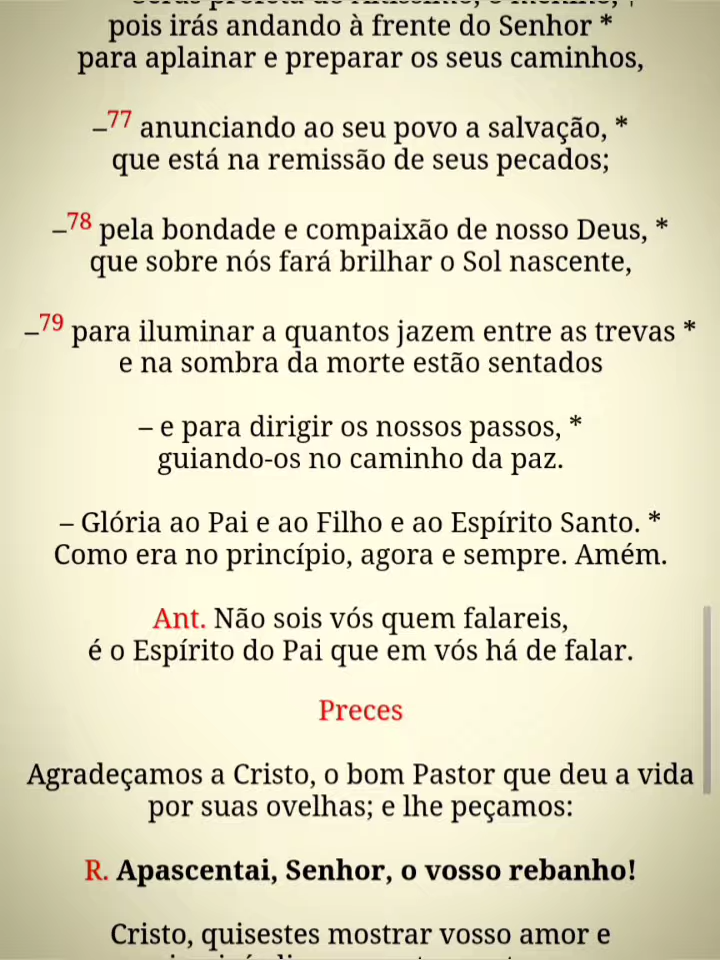 pois irás andando à frente do Senhor *
para aplainar e preparar os seus caminhos,
–77 anunciando ao seu povo a salvação, *
que está na remissão de seus pecados;
–78 pela bondade e compaixão de nosso Deus, *
que sobre nós fará brilhar o Sol nascente,
–79 para iluminar a quantos jazem entre as trevas *
e na sombra da morte estão sentados
– e para dirigir os nossos passos, *
guiando-os no caminho da paz.
– Glória ao Pai e ao Filho e ao Espírito Santo. *
Como era no princípio, agora e sempre. Amém.
Ant. Não sois vós quem falareis,
é o Espírito do Pai que em vós há de falar.
Preces
Agradeçamos a Cristo, o bom Pastor que deu a vida
por suas ovelhas; e lhe peçamos:
R. Apascentai, Senhor, o vosso rebanho!
Cristo, quisestes mostrar vosso amor e